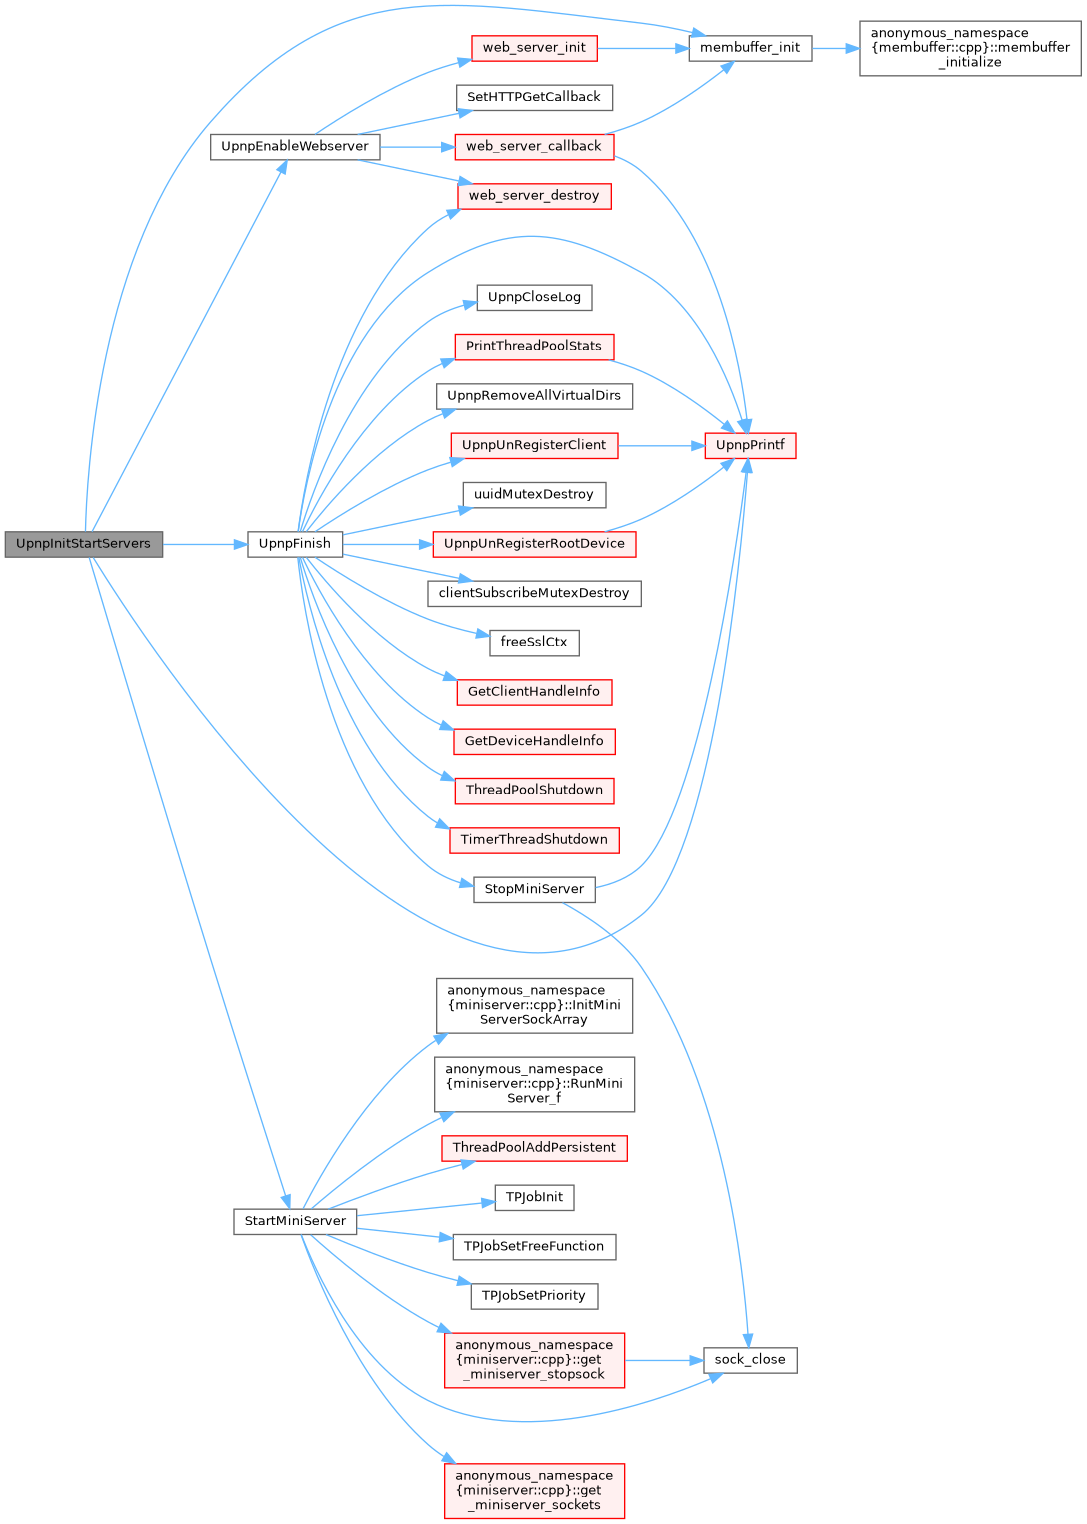 membuffer_init
anonymous_namespace
{membuffer::cpp}::membuffer
_initialize
web_server_init
SetHTTPGetCallback
UpnpEnableWebserver
web_server_callback
web_server_destroy
UpnpCloseLog
PrintThreadPoolStats
UpnpRemoveAllVirtualDirs
UpnpUnRegisterClient
UpnpPrintf
uuidMutexDestroy
UpnpInitStartServers
UpnpFinish
UpnpUnRegisterRootDevice
clientSubscribeMutexDestroy
freeSslCtx
GetClientHandleInfo
GetDeviceHandleInfo
ThreadPoolShutdown
TimerThreadShutdown
StopMiniServer
anonymous_namespace
{miniserver::cpp}::InitMini
ServerSockArray
anonymous_namespace
{miniserver::cpp}::RunMini
Server_f
ThreadPoolAddPersistent
TPJobInit
StartMiniServer
TPJobSetFreeFunction
TPJobSetPriority
anonymous_namespace
{miniserver::cpp}::get
_miniserver_stopsock
sock_close
anonymous_namespace
{miniserver::cpp}::get
_miniserver_sockets